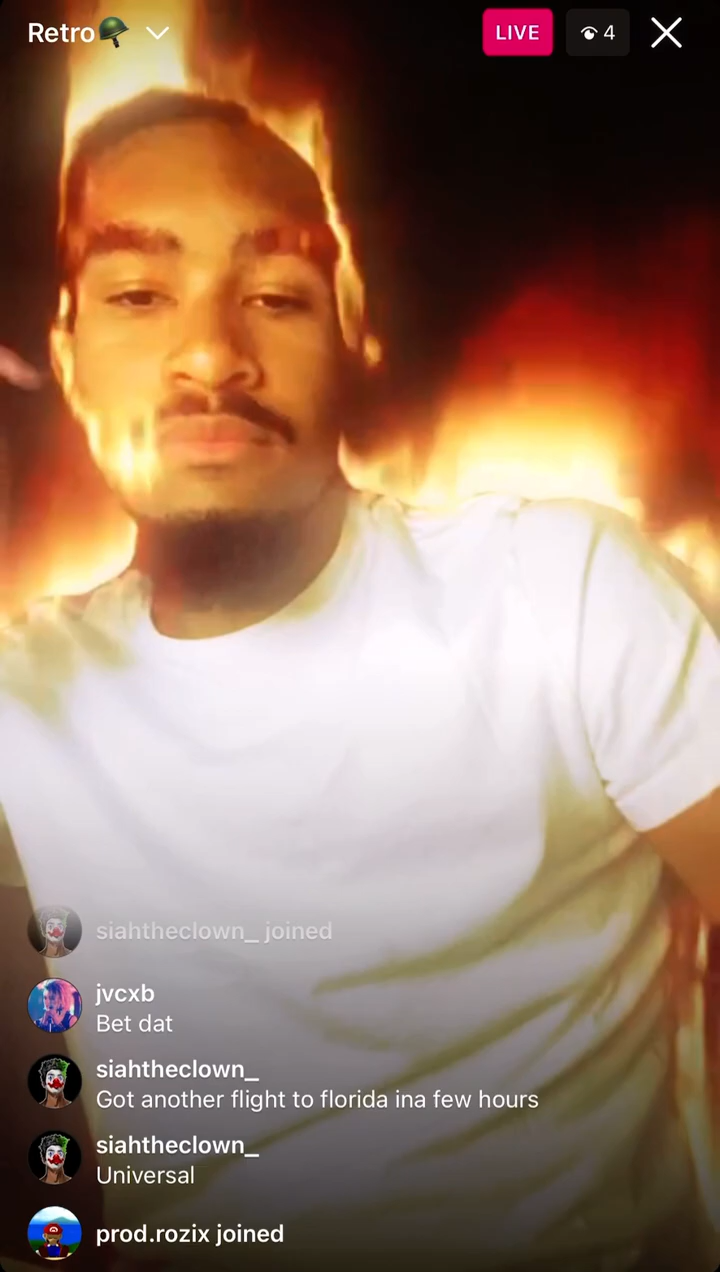 Retro🪖
LIVE
4
siahtheclown_ joined
jvcxb
Bet dat
siahtheclown_
Got another flight to florida ina few hours
siahtheclown_
Universal
prod.rozix joined